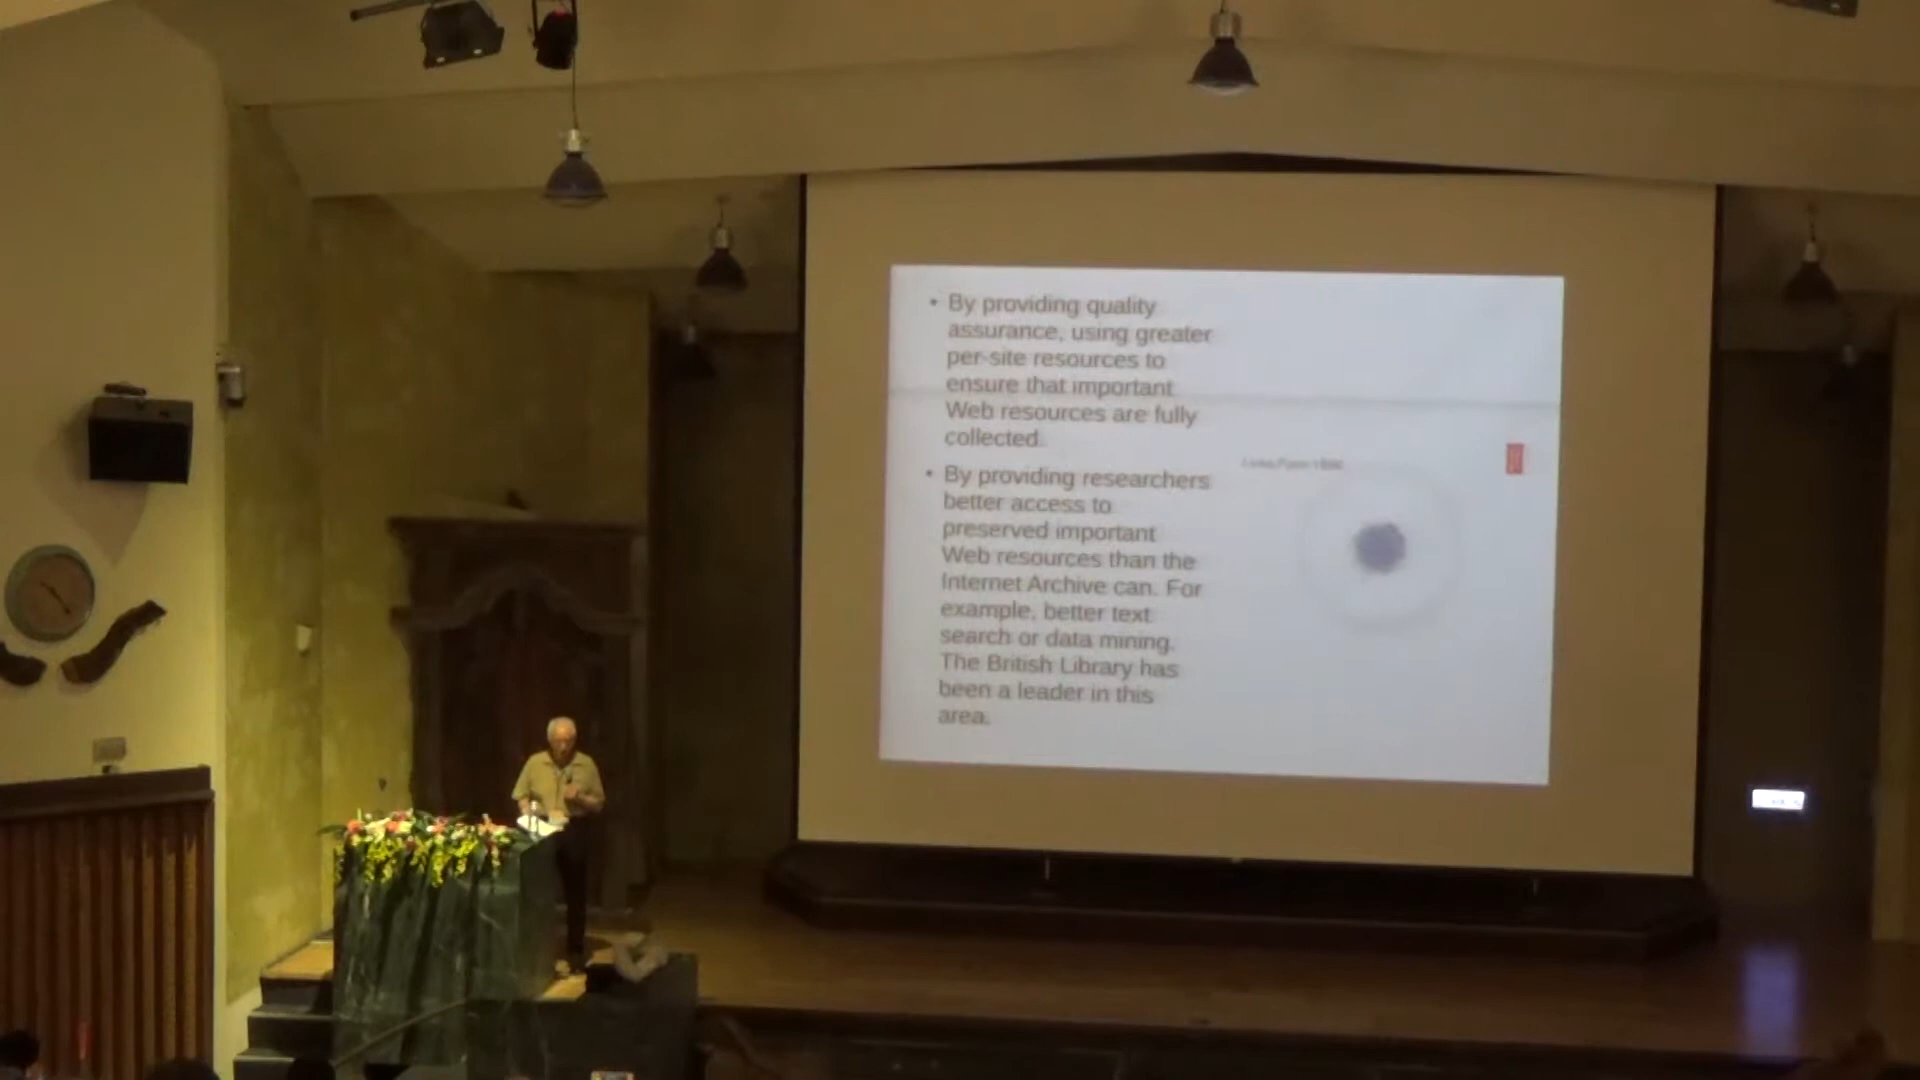 • By providing quality
assurance, using greater
per-site resources to
ensure that important
Web resources are fully
collected.
• By providing researchers
better access to
preserved important
Web resources than the
Internet Archive can. For
example, better text
search or data mining.
The British Library has
been a leader in this
area.